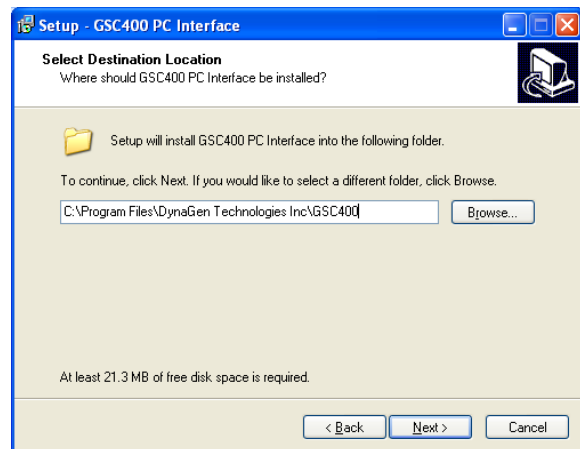 Setup - GSC400 PC Interface
Select Destination Location
Where should GSC400 PC Interface be installed?
Setup will install GSC400 PC Interface into the following folder.
To continue, click Next. If you would like to select a different folder, click Browse.
C:\Program Files\DynaGen Technologies Inc\GSC400
Browse...
At least 21.3 MB of free disk space is required.
< Back Next > Cancel